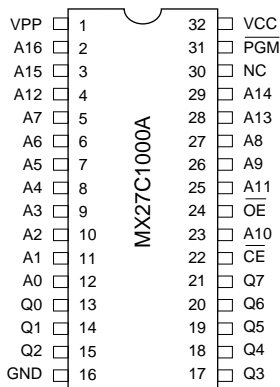 VPP 1 32 VCC
A16 2 31 PGM
A15 3 30 NC
A12 4 29 A14
A7 5 28 A13
A6 6 27 A8
A5 7 26 A9
A4 8 25 A11
A3 9 24 OE
A2 10 23 A10
A1 11 22 CE
A0 12 21 Q7
Q0 13 20 Q6
Q1 14 19 Q5
Q2 15 18 Q4
GND 16 17 Q3
MX27C1000A